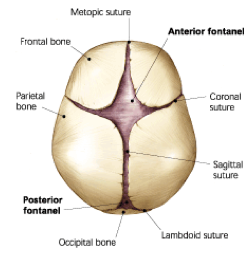 Metopic suture
Anterior fontanel
Frontal bone
Parietal
bone
Coronal
suture
Sagittal
suture
Posterior
fontanel
Lambdoid suture
Occipital bone